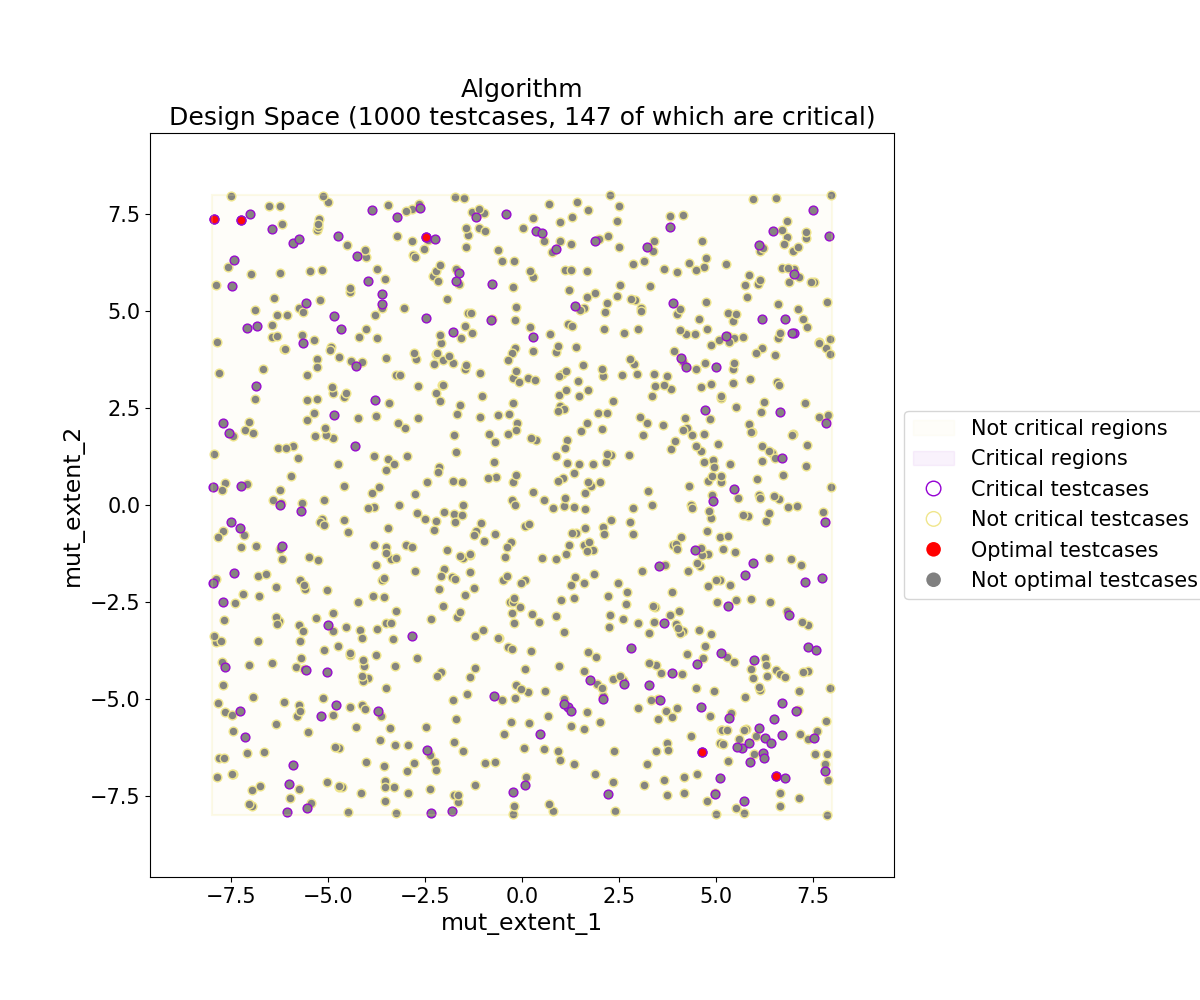 Algorithm
Design Space (1000 testcases, 147 of which are critical)
7.5
5.0
2.5
0.0
−2.5
−5.0
−7.5
mut_extent_2
−7.5 −5.0 −2.5 0.0 2.5 5.0 7.5
mut_extent_1
Not critical regions
Critical regions
Critical testcases
Not critical testcases
Optimal testcases
Not optimal testcases